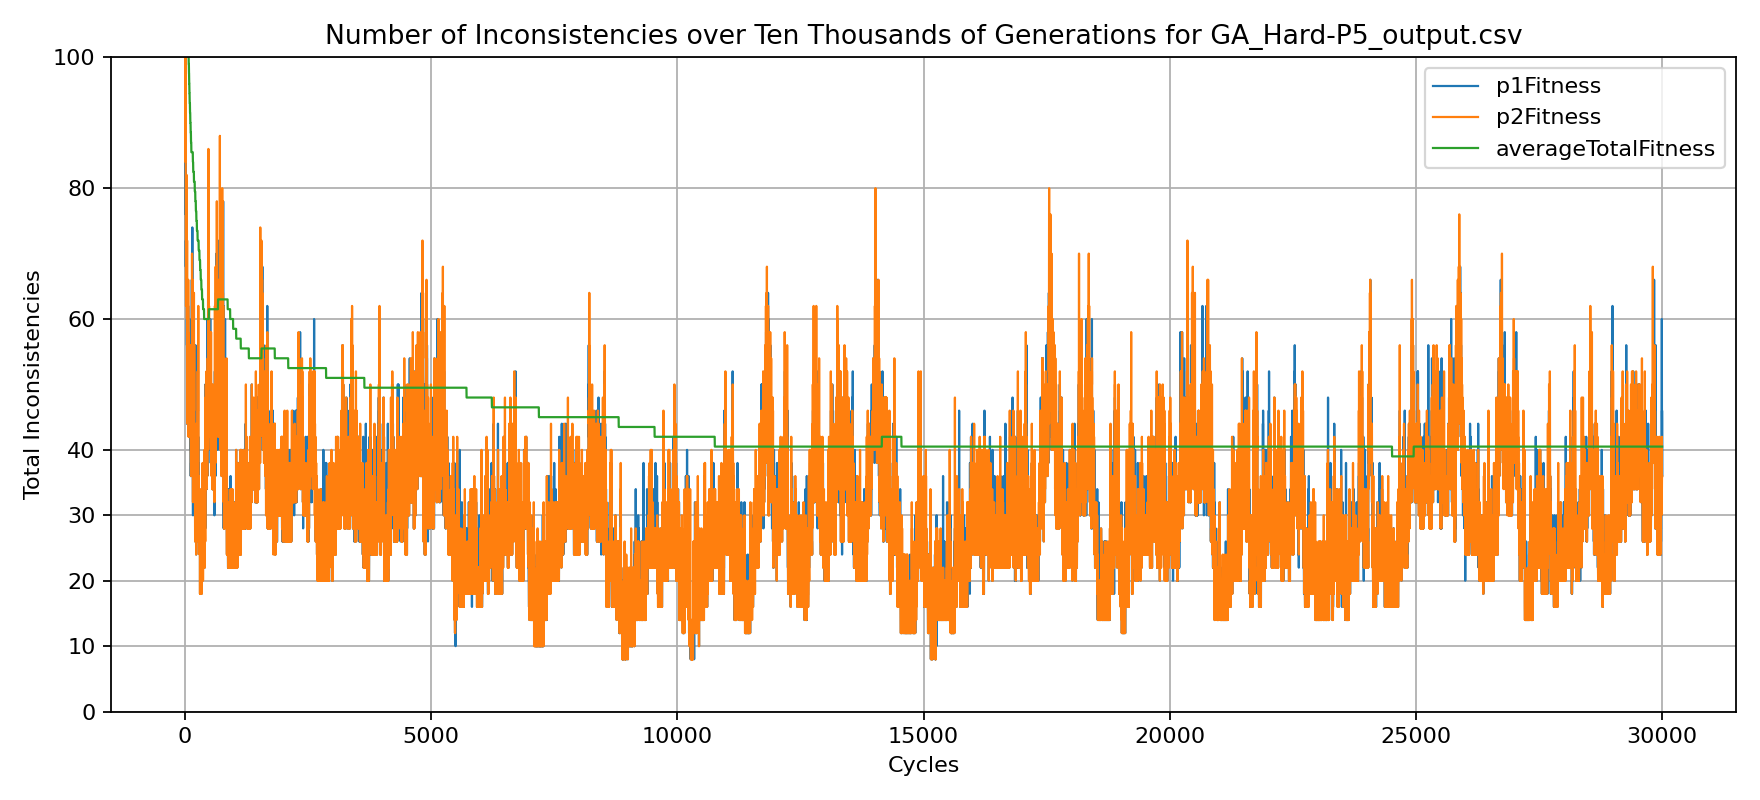 Number of Inconsistencies over Ten Thousands of Generations for GA_Hard-P5_output.csv
100
80
60
40
30
20
10
0
Total Inconsistencies
p1Fitness
p2Fitness
averageTotalFitness
0 5000 10000 15000 20000 25000 30000
Cycles